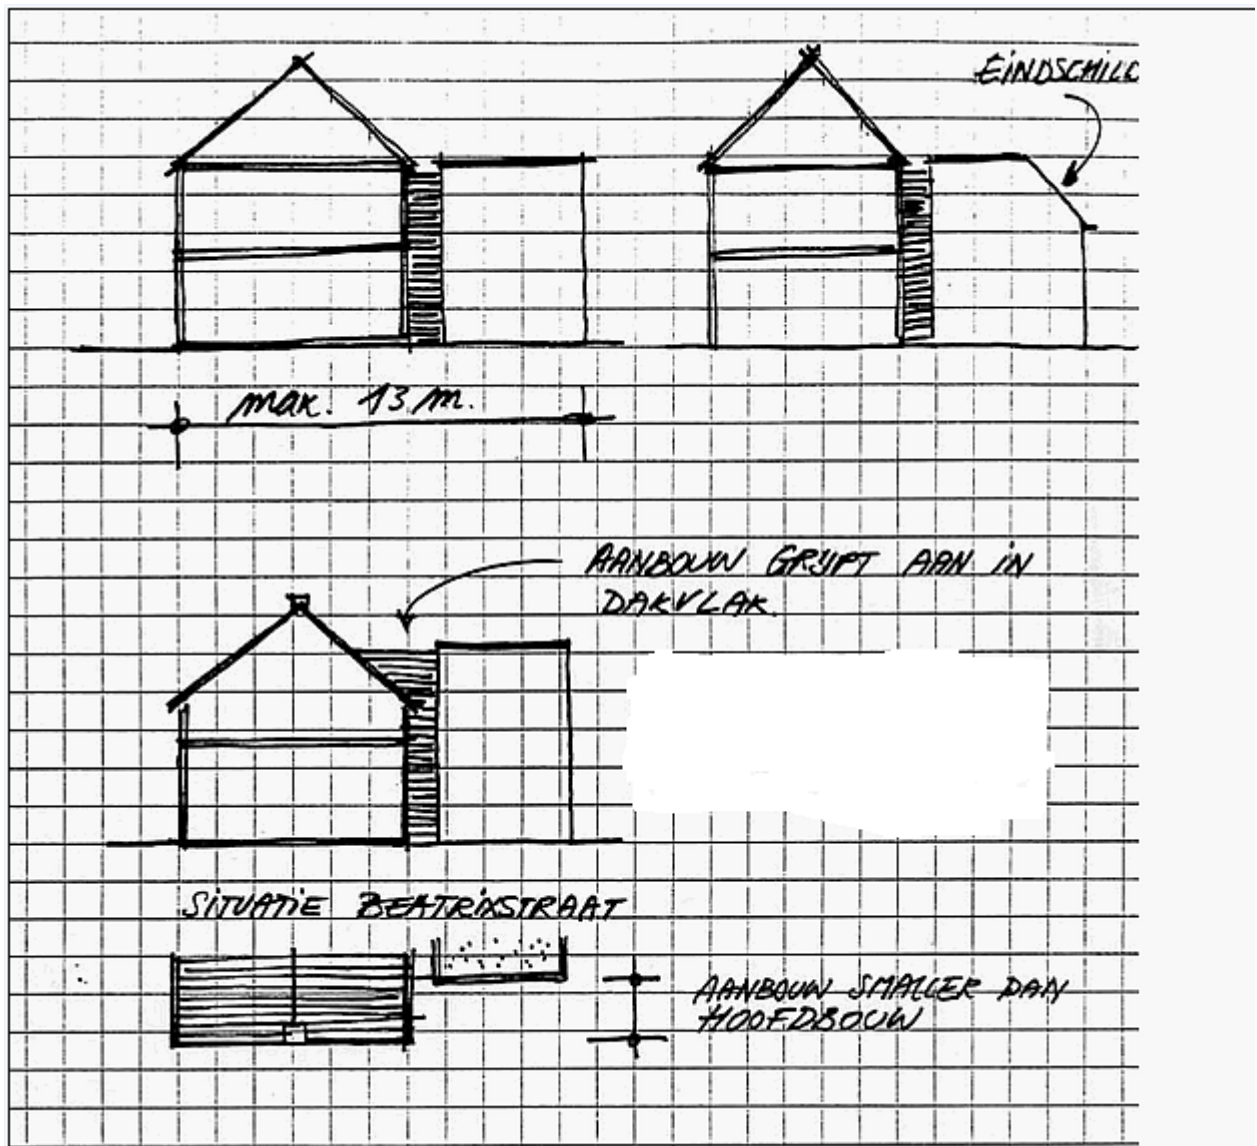 EINDSCHILD
max. 13 m.
AANBOUW GRIJPT AAN IN
DAKVLAK.
SITUATIE BEATRIXSTRAAT
AANBOUW SMALLER DAN
HOOFDBOUW